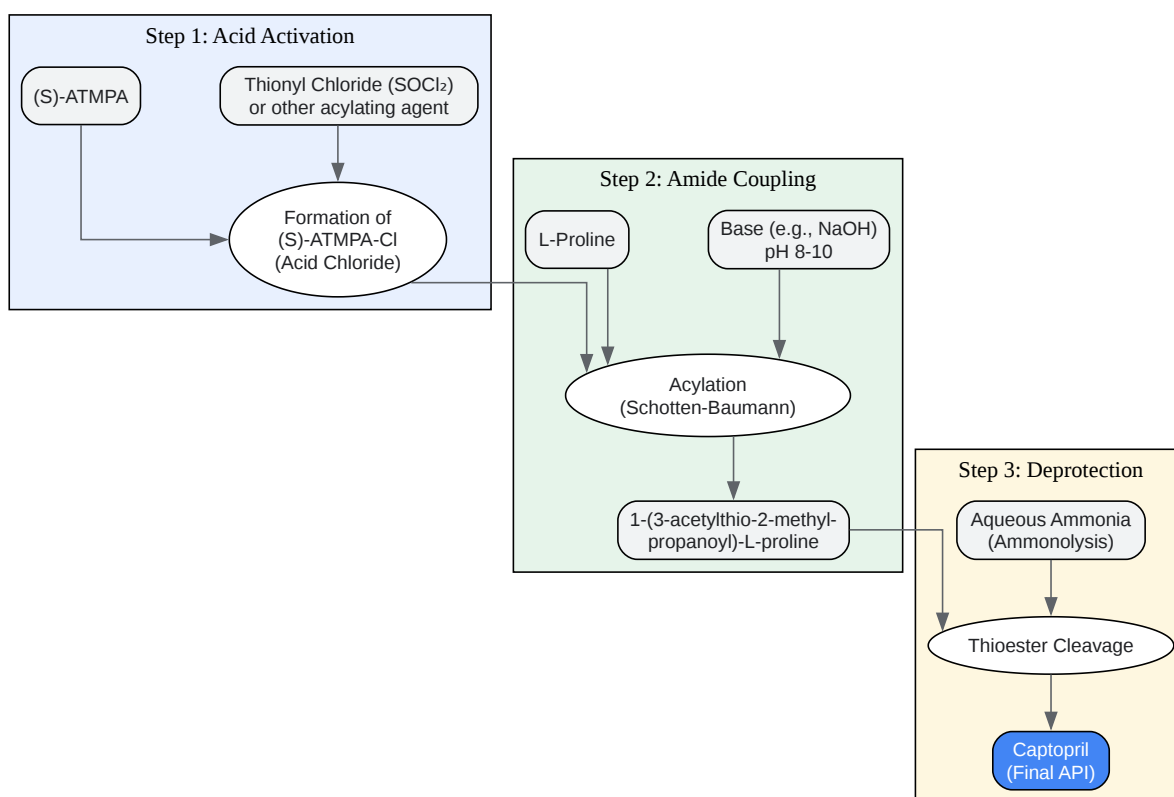 Step 1: Acid Activation
(S)-ATMPA
Thionyl Chloride (SOCl₂)
or other acylating agent
Formation of
(S)-ATMPA-Cl
(Acid Chloride)
Step 2: Amide Coupling
L-Proline
Base (e.g., NaOH)
pH 8-10
Acylation
(Schotten-Baumann)
1-(3-acetylthio-2-methyl-
propanoyl)-L-proline
Step 3: Deprotection
Aqueous Ammonia
(Ammonolysis)
Thioester Cleavage
Captopril
(Final API)